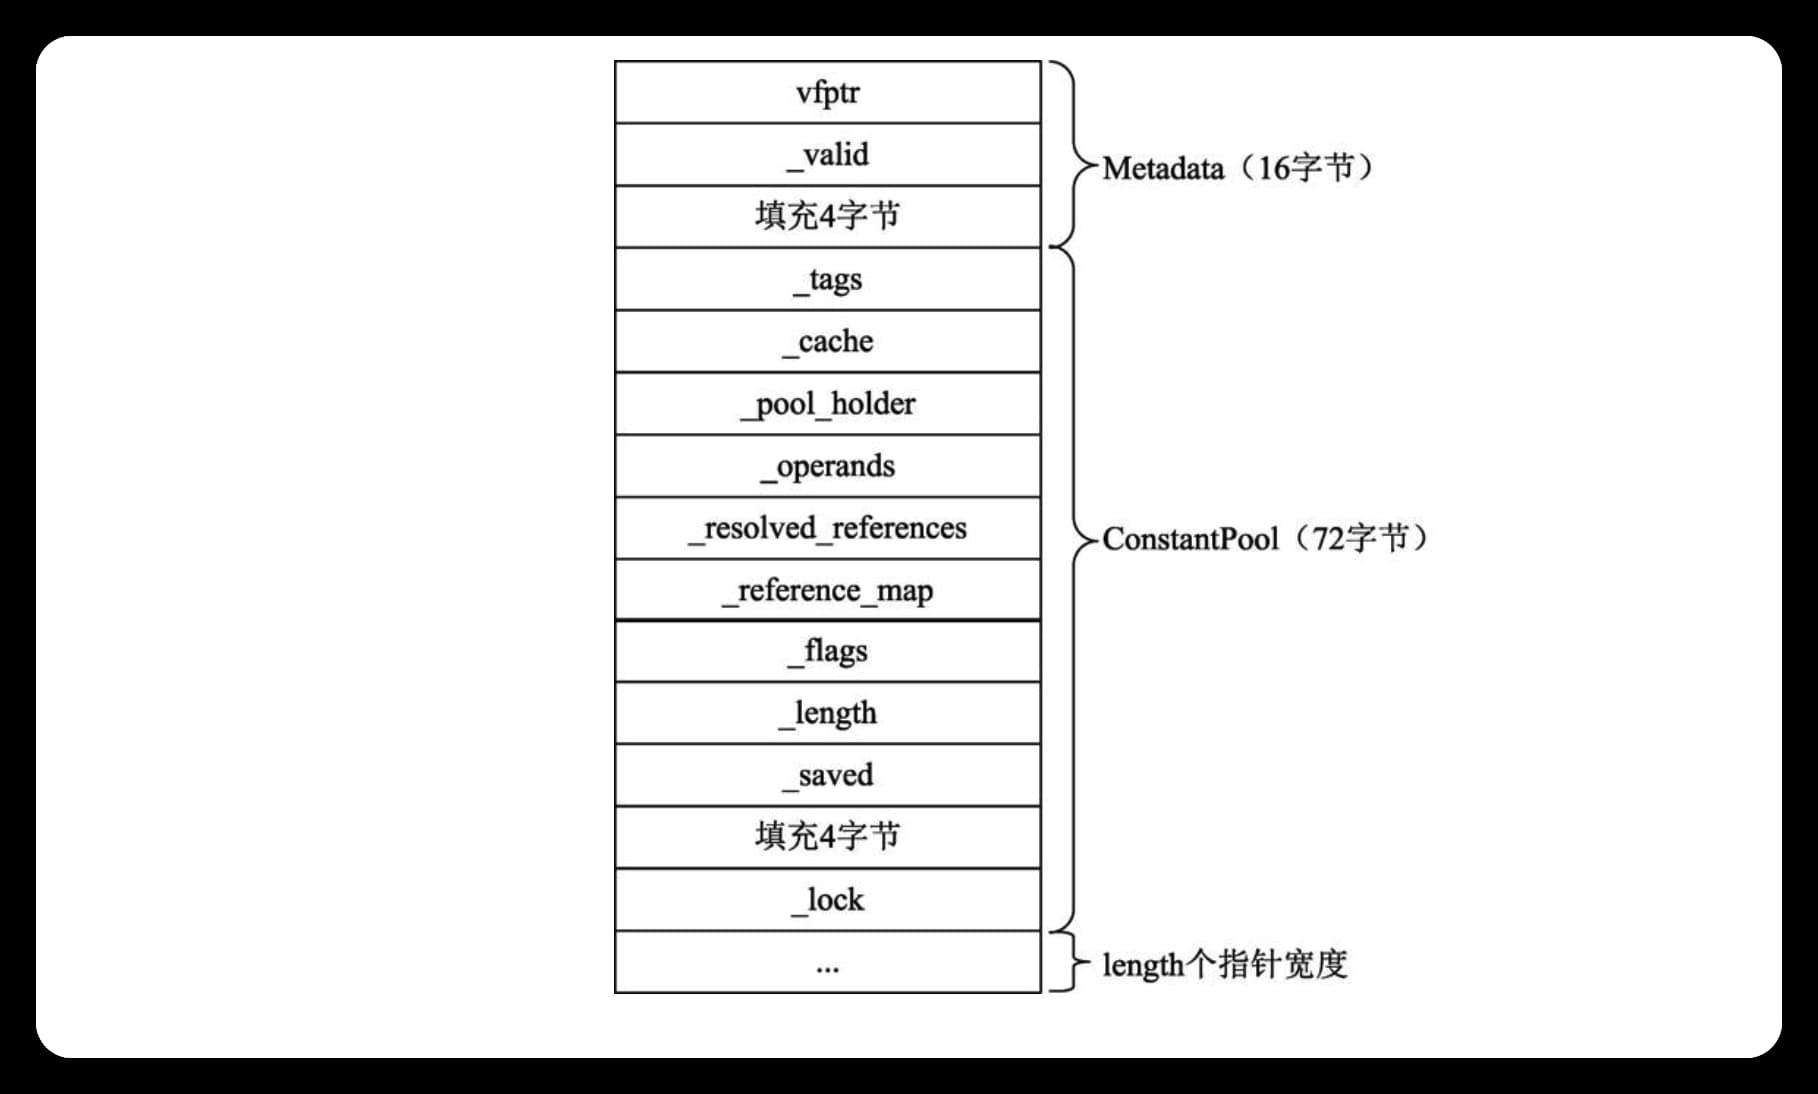 vfptr
_valid
填充4字节
Metadata（16字节）
_tags
_cache
_pool_holder
_operands
_resolved_references
_reference_map
_flags
_length
_saved
填充4字节
_lock
ConstantPool（72字节）
...
length个指针宽度